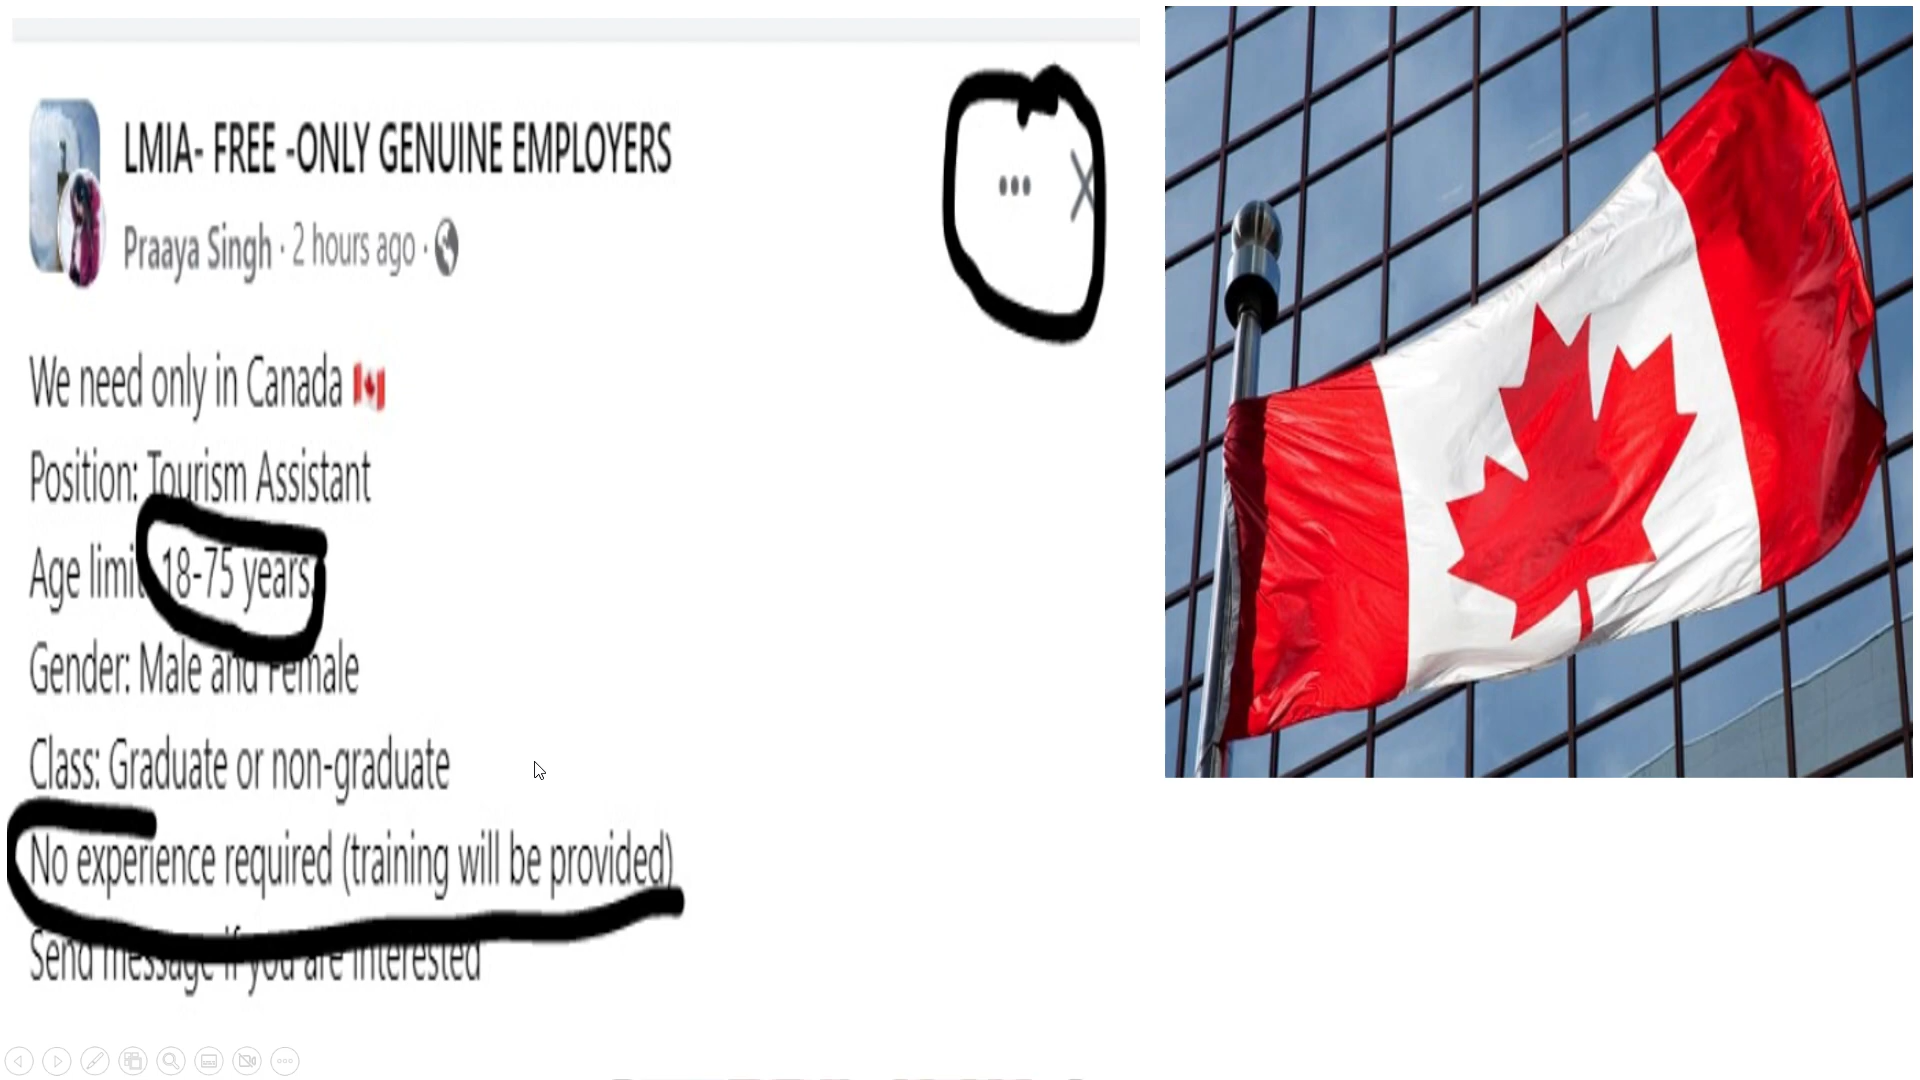 LMIA- FREE -ONLY GENUINE EMPLOYERS
Praaya Singh · 2 hours ago ·
We need only in Canada 🇨🇦
Position: Tourism Assistant
Age limit 18-75 years.
Gender: Male and Female
Class: Graduate or non-graduate
No experience required (training will be provided)
Send message if you are interested